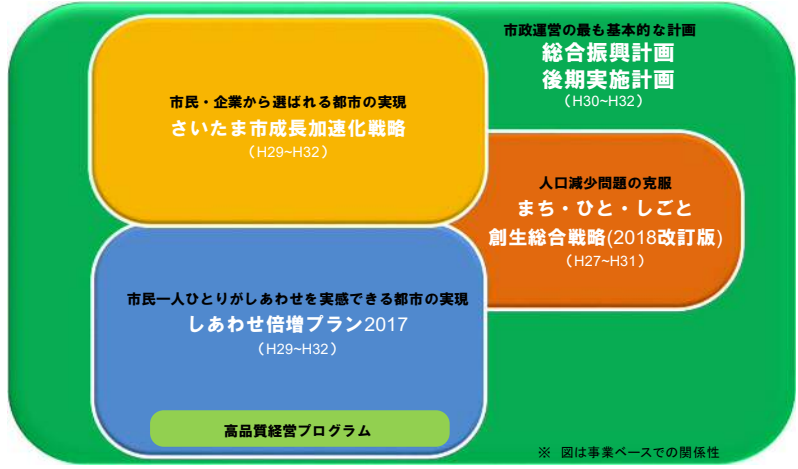 市政運営の最も基本的な計画
総合振興計画
後期実施計画
（H30~H32）
市民・企業から選ばれる都市の実現
さいたま市成長加速化戦略
（H29~H32）
人口減少問題の克服
まち・ひと・しごと
創生総合戦略(2018改訂版)
（H27~H31）
市民一人ひとりがしあわせを実感できる都市の実現
しあわせ倍増プラン2017
（H29~H32）
高品質経営プログラム
※ 図は事業ベースでの関係性